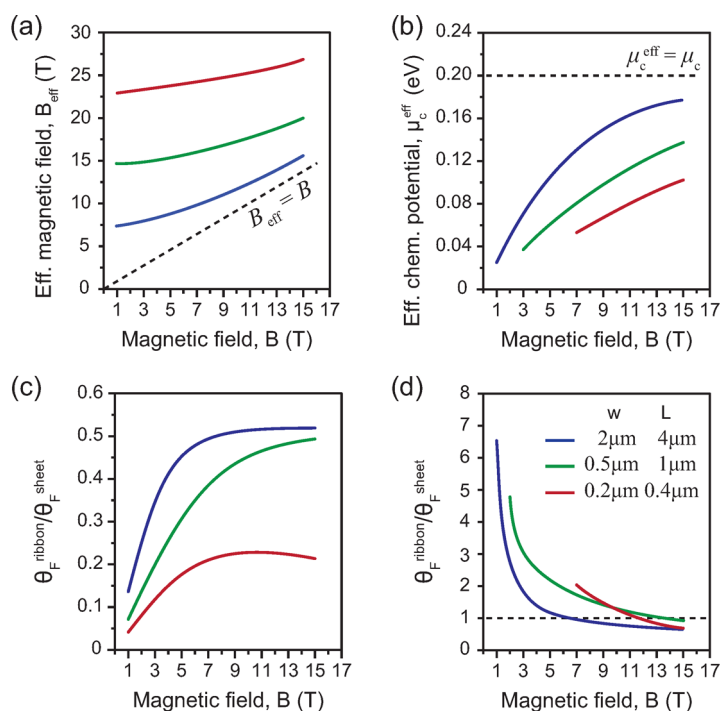 (a)
Eff. magnetic field, B_eff (T)
30
25
20
15
10
5
0
B_eff = B
1 3 5 7 9 11 13 15 17
Magnetic field, B (T)
(b)
Eff. chem. potential, μ_c^eff (eV)
0.24
0.20
0.16
0.12
0.08
0.04
0.00
μ_c^eff = μ_c
1 3 5 7 9 11 13 15 17
Magnetic field, B (T)
(c)
θ_F^ribbon/θ_F^sheet
0.6
0.5
0.4
0.3
0.2
0.1
0
1 3 5 7 9 11 13 15 17
Magnetic field, B (T)
(d)
θ_F^ribbon/θ_F^sheet
8
7
6
5
4
3
2
1
0
w L
2μm 4μm
0.5μm 1μm
0.2μm 0.4μm
1 3 5 7 9 11 13 15 17
Magnetic field, B (T)